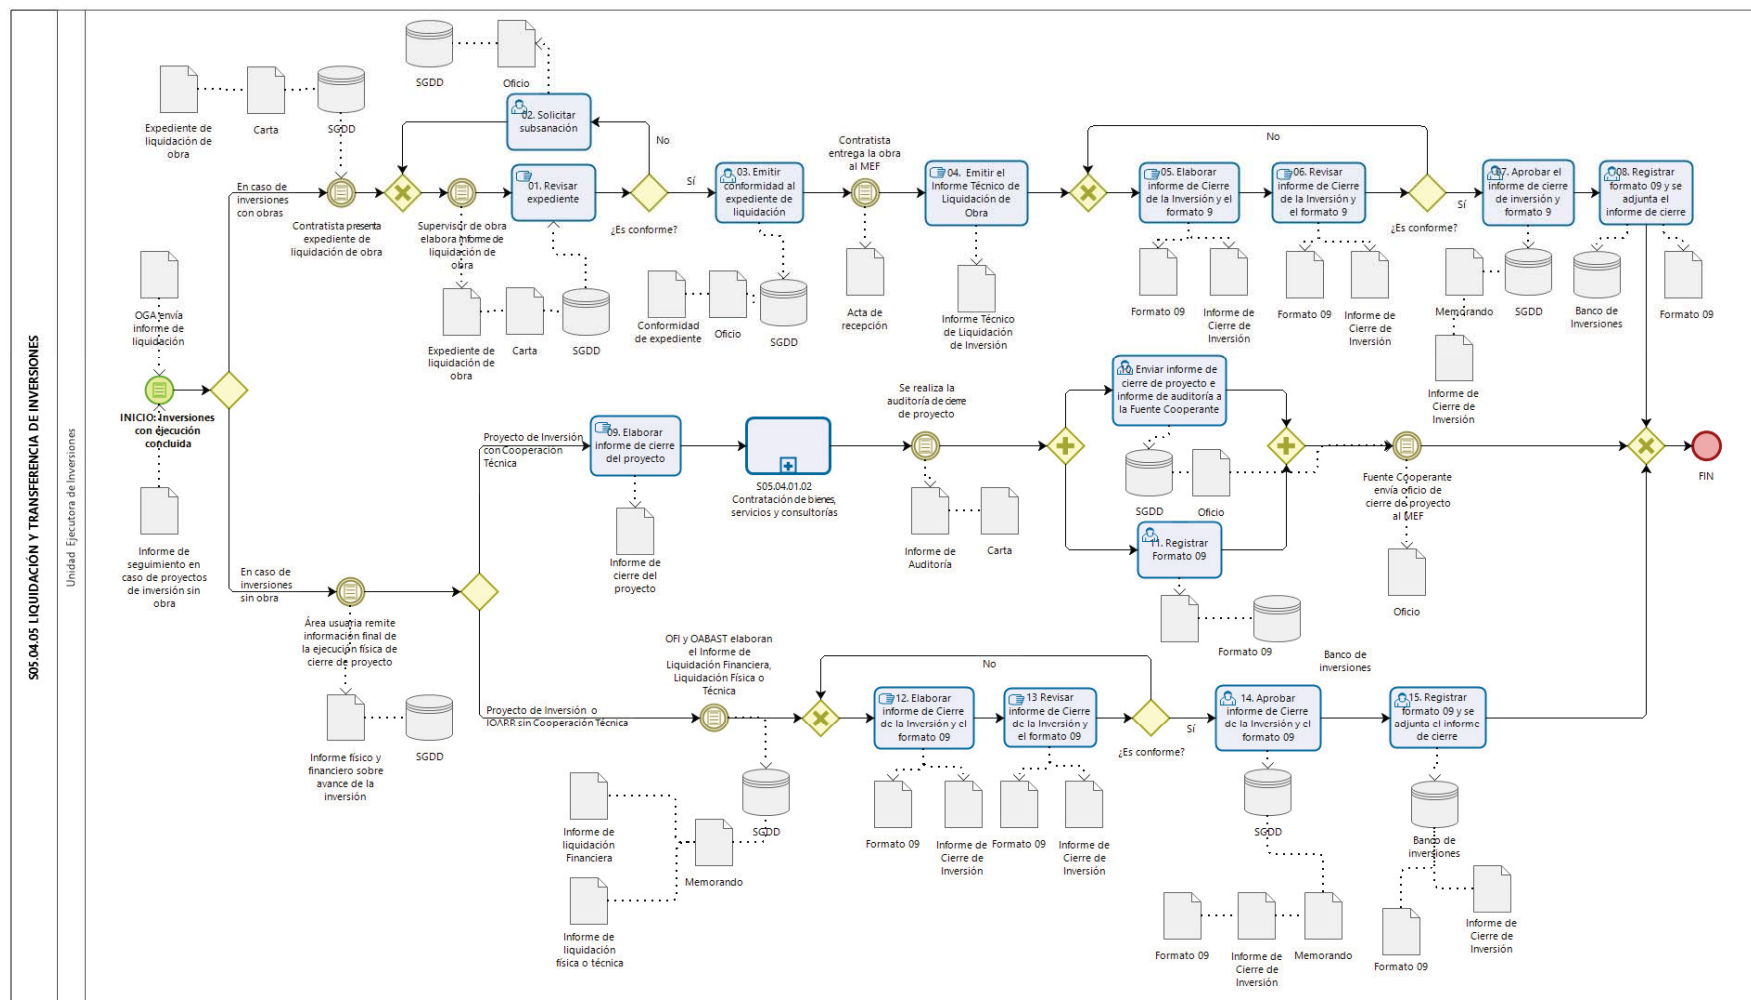 S05.04.05 LIQUIDACIÓN Y TRANSFERENCIA DE INVERSIONES
Unidad Ejecutora de Inversiones
OGA envía
informe de
liquidación
INICIO: Inversiones
con ejecución
concluida
Informe de
seguimiento en
caso de proyectos
de inversión sin
obra
En caso de
inversiones
con obras
Expediente de
liquidación de
obra
Carta
SGDD
Contratista presenta
expediente de
liquidación de obra
SGDD
Oficio
02. Solicitar
subsanación
No
Supervisor de obra
elabora informe de
liquidación de
obra
Expediente de
liquidación de
obra
Carta
SGDD
01. Revisar
expediente
¿Es conforme?
Sí
03. Emitir
conformidad al
expediente de
liquidación
Conformidad
de expediente
Oficio
SGDD
Contratista
entrega la obra
al MEF
Acta de
recepción
04. Emitir el
Informe Técnico de
Liquidación de
Obra
Informe Técnico
de Liquidación de
Inversión
No
05. Elaborar
informe de Cierre
de la Inversión y el
formato 9
Formato 09
Informe de
Cierre de
Inversión
06. Revisar
informe de Cierre
de la Inversión y
el formato 9
Formato 09
Informe de
Cierre de
Inversión
¿Es conforme?
Sí
07. Aprobar el
informe de cierre
de inversión y
formato 9
Memorando
SGDD
Informe de
Cierre de
Inversión
08. Registrar
formato 09 y se
adjunta el
informe de cierre
Banco de
Inversiones
Formato 09
Proyecto de Inversión
con Cooperación
Técnica
09. Elaborar
informe de cierre
del proyecto
Informe de
cierre del
proyecto
S05.04.01.02
Contratación de bienes,
servicios y consultorías
Se realiza la
auditoría de cierre
de proyecto
Informe de
Auditoría
Carta
10. Enviar informe de
cierre de proyecto e
informe de auditoría a
la Fuente Cooperante
SGDD
Oficio
11. Registrar
Formato 09
Formato 09
Banco de
inversiones
Fuente Cooperante
envía oficio de
cierre de proyecto
al MEF
Oficio
FIN
En caso de
inversiones
sin obra
Área usuaria remite
información final de
la ejecución física de
cierre de proyecto
Informe físico y
financiero sobre
avance de la
inversión
SGDD
Proyecto de Inversión o
IOARR sin Cooperación Técnica
OFI y OABAST elaboran
el Informe de
Liquidación Financiera,
Liquidación Física o
Técnica
Informe de
liquidación
Financiera
Informe de
liquidación
física o técnica
Memorando
SGDD
No
12. Elaborar
informe de Cierre
de la Inversión y el
formato 09
Formato 09
Informe de
Cierre de
Inversión
13 Revisar
informe de Cierre
de la Inversión y
el formato 09
Formato 09
Informe de
Cierre de
Inversión
¿Es conforme?
Sí
14. Aprobar
informe de Cierre
de la Inversión y el
formato 09
SGDD
Formato 09
Informe de
Cierre de
Inversión
Memorando
15. Registrar
formato 09 y se
adjunta el informe
de cierre
Banco de
inversiones
Formato 09
Informe de
Cierre de
Inversión